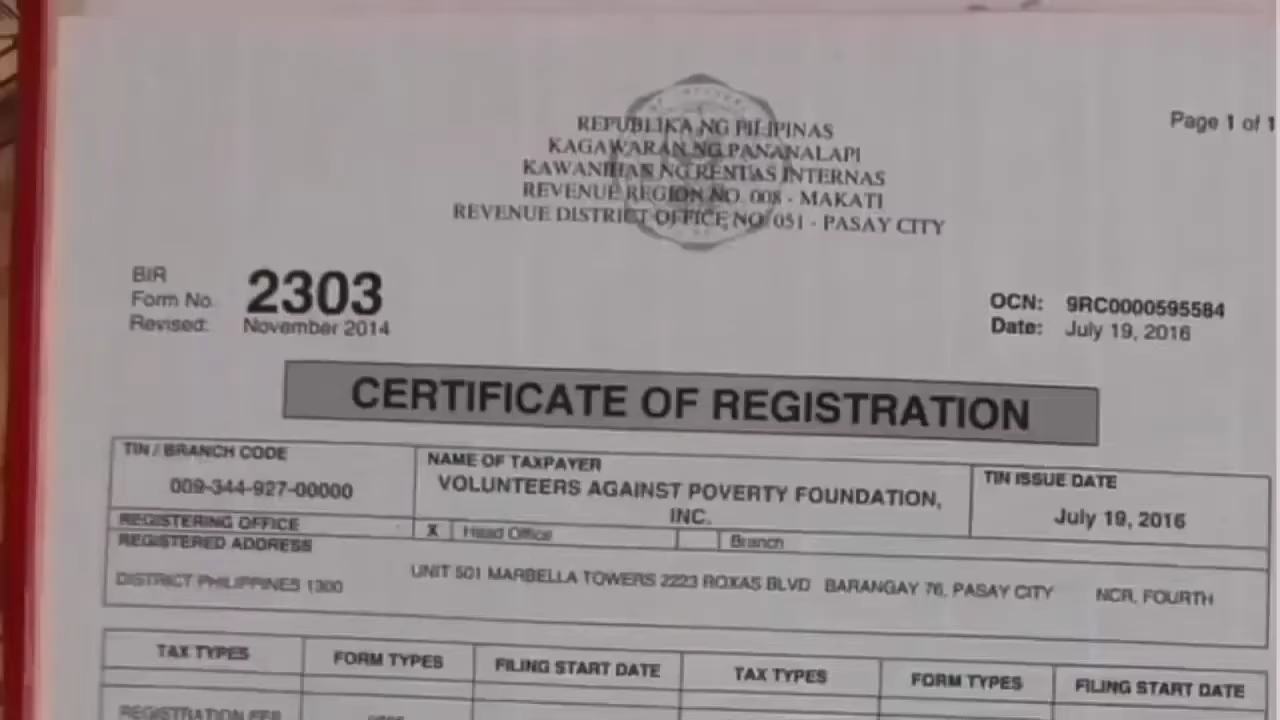 Page 1 of 1
REPUBLIKA NG PILIPINAS
KAGAWARAN NG PANANALAPI
KAWANIHAN NG RENTAS INTERNAS
REVENUE REGION NO. 008 - MAKATI
REVENUE DISTRICT OFFICE NO. 051 - PASAY CITY
BIR
Form No. 2303
Revised: November 2014
OCN: 9RC0000595584
Date: July 19, 2016
CERTIFICATE OF REGISTRATION
TIN / BRANCH CODE NAME OF TAXPAYER TIN ISSUE DATE
009-344-927-00000 VOLUNTEERS AGAINST POVERTY FOUNDATION, INC. July 19, 2016
REGISTERING OFFICE X Head Office Branch
REGISTERED ADDRESS
UNIT 501 MARBELLA TOWERS 2223 ROXAS BLVD BARANGAY 76, PASAY CITY NCR, FOURTH
DISTRICT PHILIPPINES 1300
TAX TYPES FORM TYPES FILING START DATE TAX TYPES FORM TYPES FILING START DATE
REGISTRATION FEE